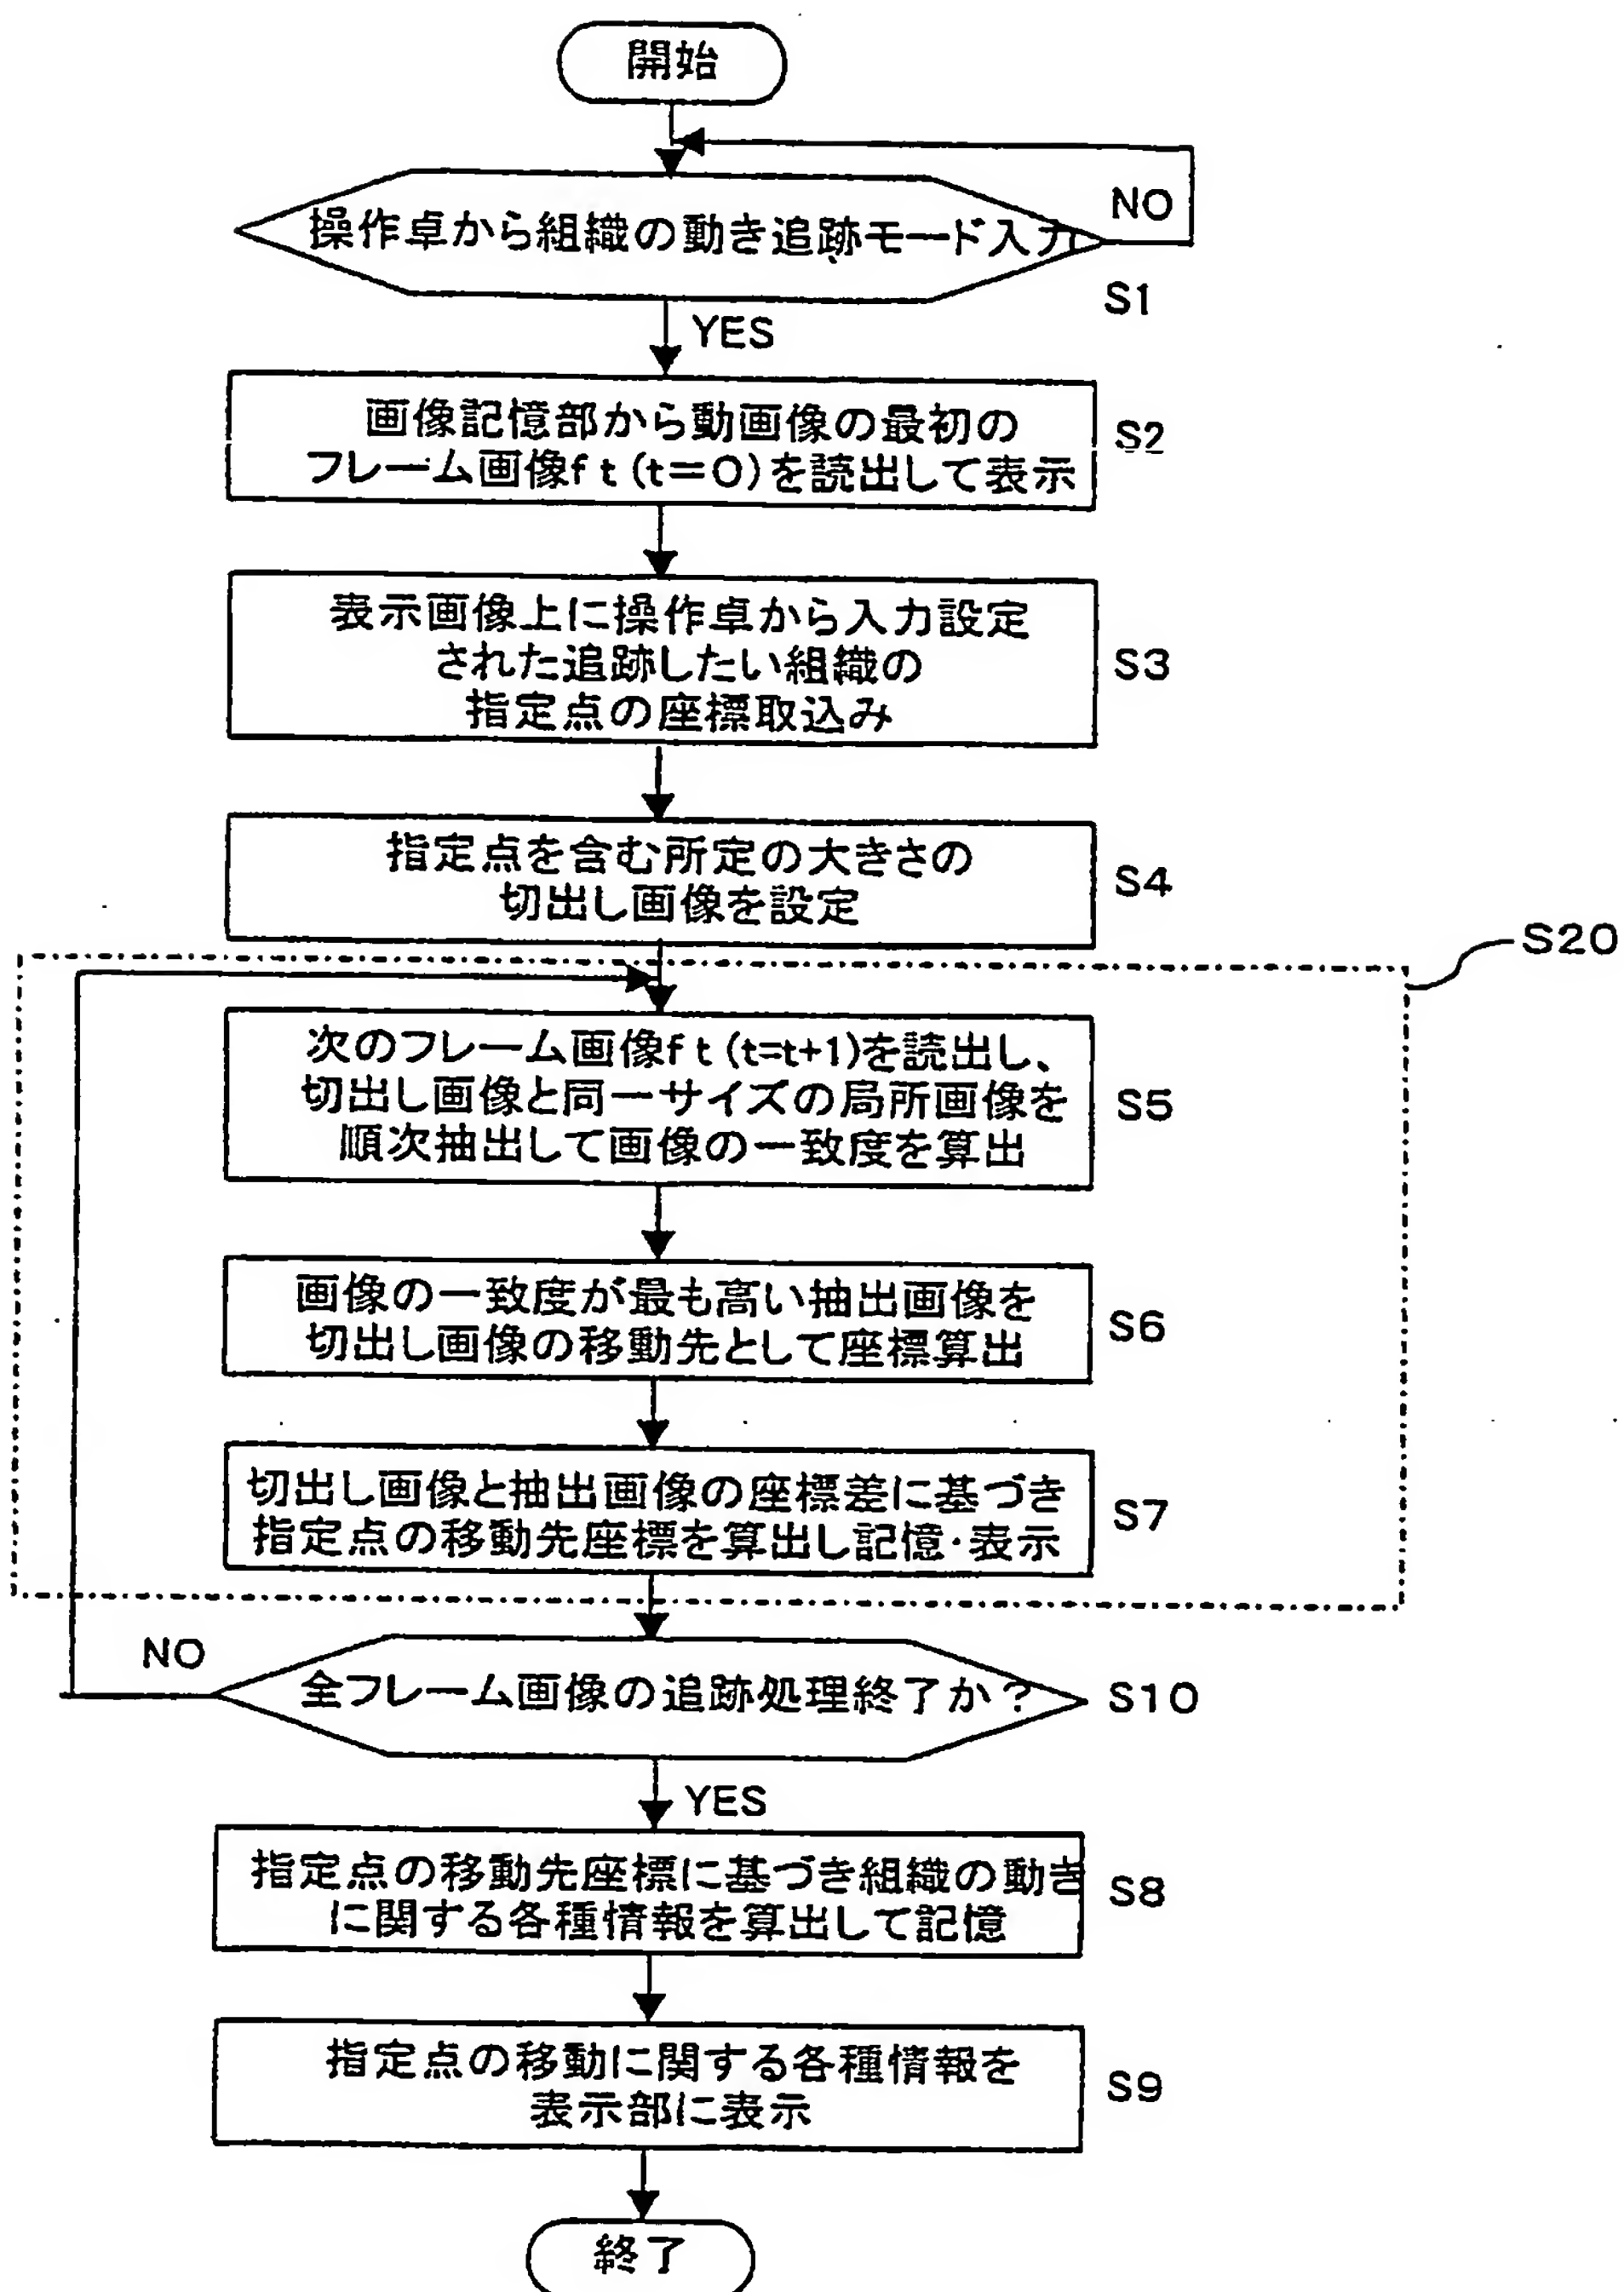 開始
操作卓から組織の動き追跡モード入力
NO
S1
YES
画像記憶部から動画像の最初の
フレーム画像ft(t=0)を読出して表示
S2
表示画像上に操作卓から入力設定
された追跡したい組織の
指定点の座標取込み
S3
指定点を含む所定の大きさの
切出し画像を設定
S4
S20
次のフレーム画像ft(t=t+1)を読出し、
切出し画像と同一サイズの局所画像を
順次抽出して画像の一致度を算出
S5
画像の一致度が最も高い抽出画像を
切出し画像の移動先として座標算出
S6
切出し画像と抽出画像の座標差に基づき
指定点の移動先座標を算出し記憶·表示
S7
NO
全フレーム画像の追跡処理終了か?
S10
YES
指定点の移動先座標に基づき組織の動き
に関する各種情報を算出して記憶
S8
指定点の移動に関する各種情報を
表示部に表示
S9
終了